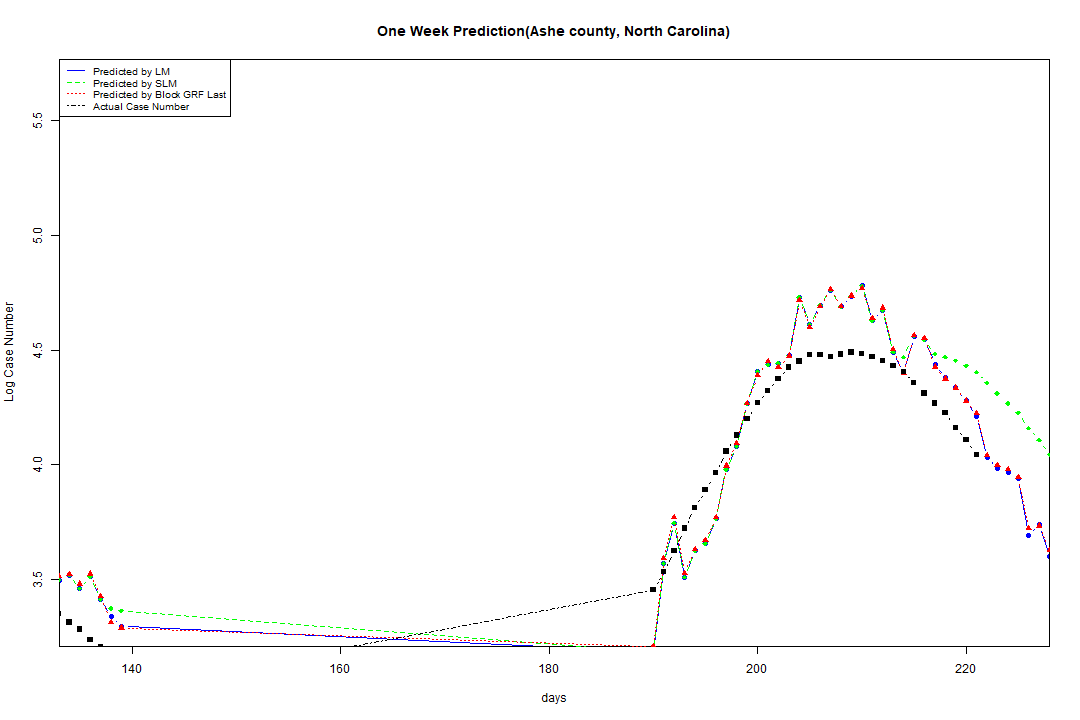 One Week Prediction(Ashe county, North Carolina)
Predicted by LM
Predicted by SLM
Predicted by Block GRF Last
Actual Case Number
Log Case Number
5.5
5.0
4.5
4.0
3.5
140 160 180 200 220
days